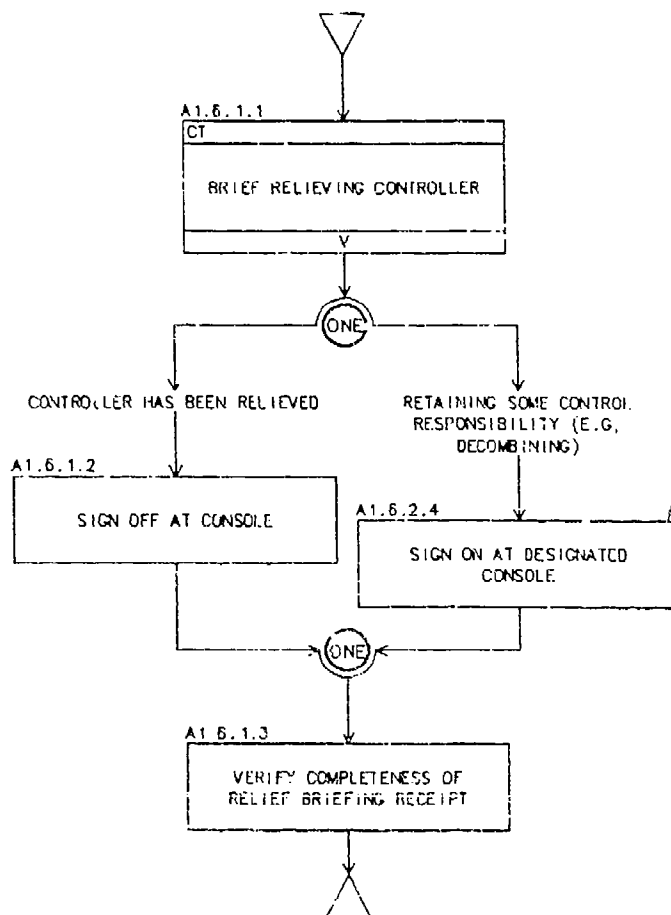 A1.6.1.1
CT
BRIEF RELIEVING CONTROLLER
V
ONE
CONTROLLER HAS BEEN RELIEVED
RETAINING SOME CONTROL
RESPONSIBILITY (E.G,
DECOMBINING)
A1.6.1.2
SIGN OFF AT CONSOLE
A1.6.2.4
SIGN ON AT DESIGNATED
CONSOLE
ONE
A1.6.1.3
VERIFY COMPLETENESS OF
RELIEF BRIEFING RECEIPT